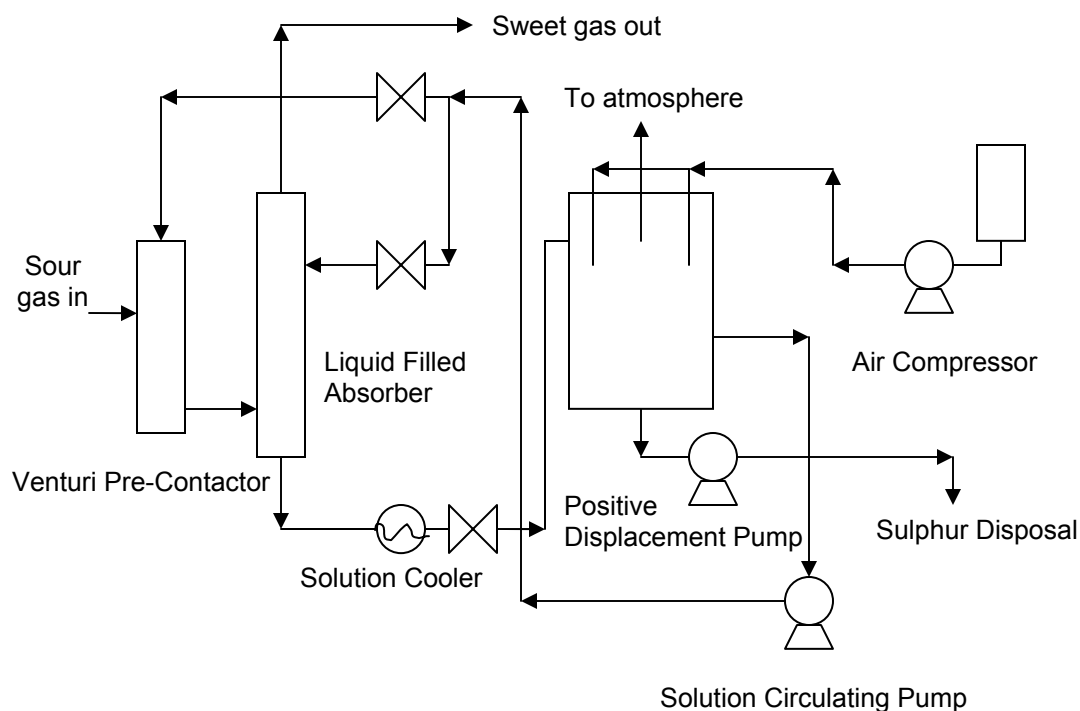 Sweet gas out
To atmosphere
Sour
gas in
Liquid Filled
Absorber
Air Compressor
Venturi Pre-Contactor
Positive
Displacement Pump
Sulphur Disposal
Solution Cooler
Solution Circulating Pump